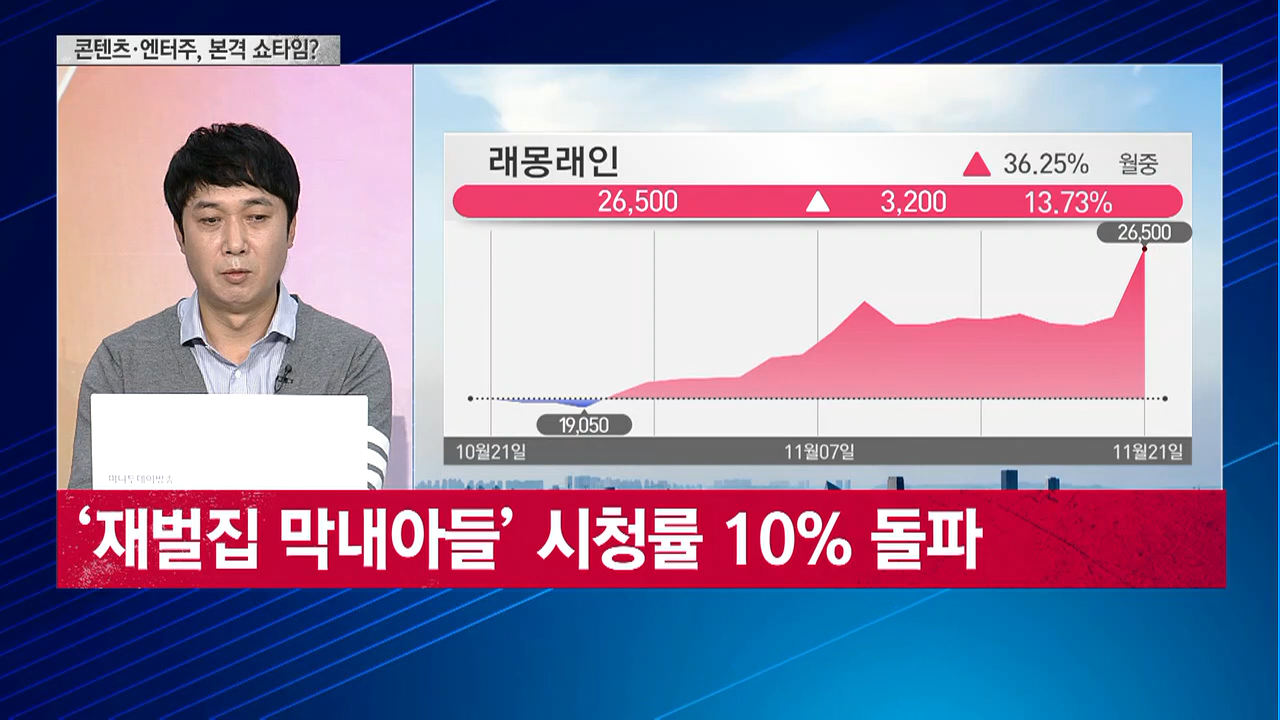 콘텐츠·엔터주, 본격 쇼타임?
래몽래인 ▲ 36.25% 월중
26,500 ▲ 3,200 13.73%
26,500
19,050
10월21일 11월07일 11월21일
‘재벌집 막내아들’ 시청률 10% 돌파